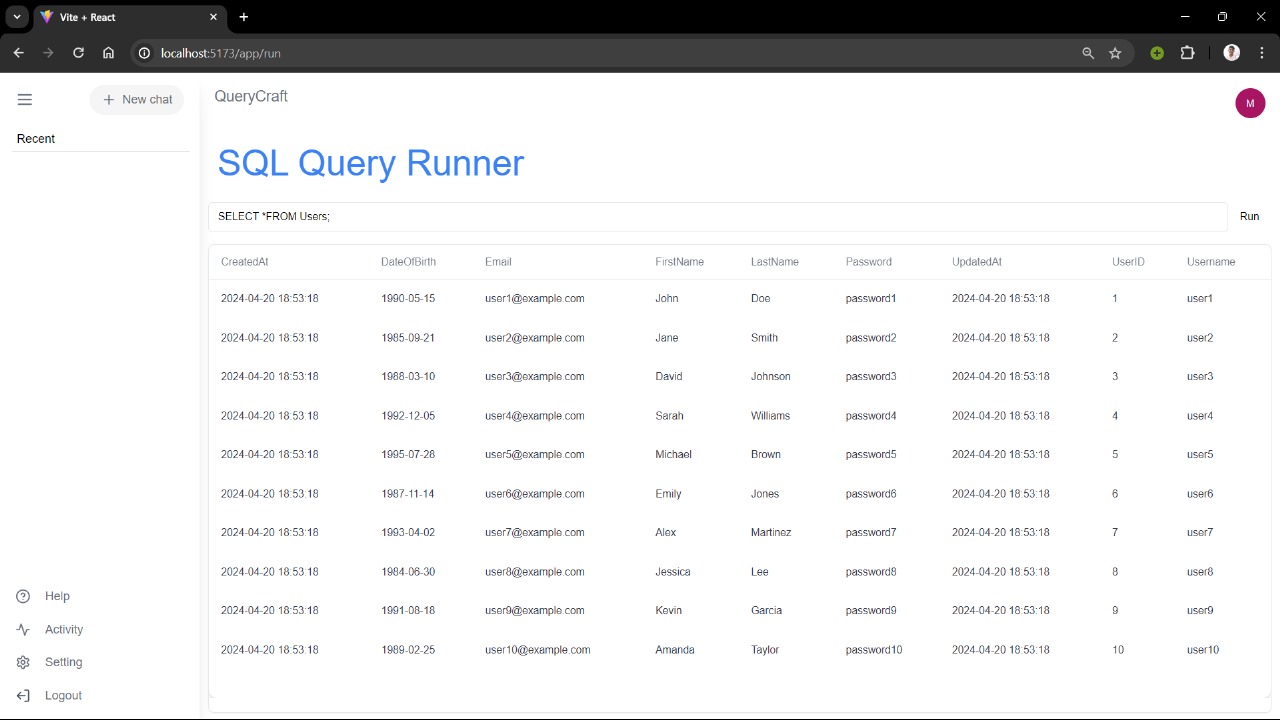 Vite + React
localhost:5173/app/run
New chat
QueryCraft
M
Recent
SQL Query Runner
SELECT *FROM Users;
Run
CreatedAt DateOfBirth Email FirstName LastName Password UpdatedAt UserID Username
2024-04-20 18:53:18 1990-05-15 user1@example.com John Doe password1 2024-04-20 18:53:18 1 user1
2024-04-20 18:53:18 1985-09-21 user2@example.com Jane Smith password2 2024-04-20 18:53:18 2 user2
2024-04-20 18:53:18 1988-03-10 user3@example.com David Johnson password3 2024-04-20 18:53:18 3 user3
2024-04-20 18:53:18 1992-12-05 user4@example.com Sarah Williams password4 2024-04-20 18:53:18 4 user4
2024-04-20 18:53:18 1995-07-28 user5@example.com Michael Brown password5 2024-04-20 18:53:18 5 user5
2024-04-20 18:53:18 1987-11-14 user6@example.com Emily Jones password6 2024-04-20 18:53:18 6 user6
2024-04-20 18:53:18 1993-04-02 user7@example.com Alex Martinez password7 2024-04-20 18:53:18 7 user7
2024-04-20 18:53:18 1984-06-30 user8@example.com Jessica Lee password8 2024-04-20 18:53:18 8 user8
2024-04-20 18:53:18 1991-08-18 user9@example.com Kevin Garcia password9 2024-04-20 18:53:18 9 user9
2024-04-20 18:53:18 1989-02-25 user10@example.com Amanda Taylor password10 2024-04-20 18:53:18 10 user10
Help
Activity
Setting
Logout